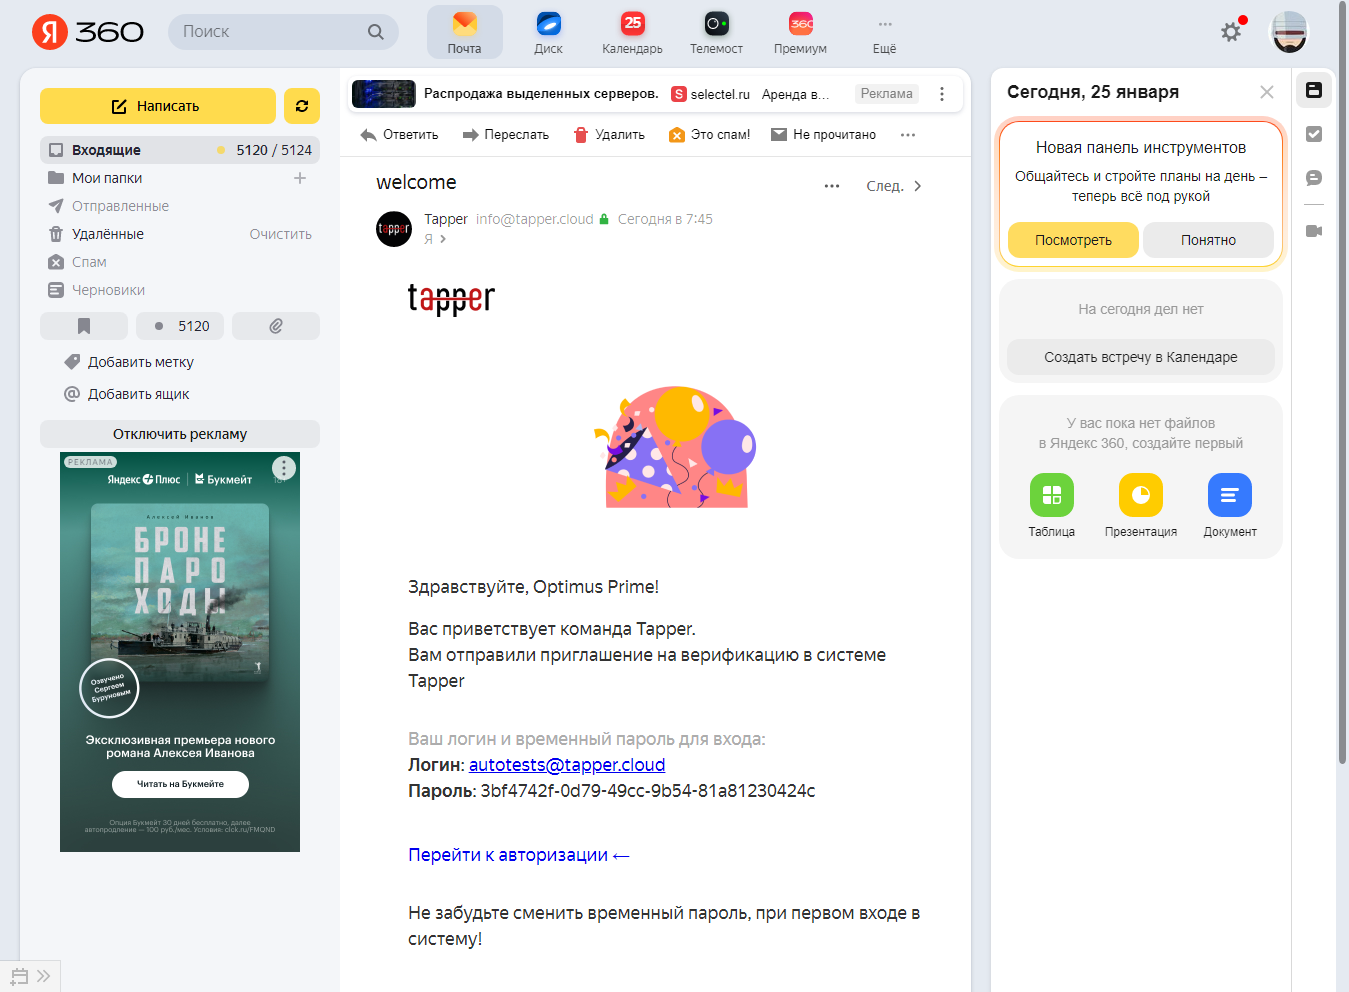 Я 360
Поиск
Почта
Диск
25
Календарь
Телемост
360
Премиум
Ещё
Написать
Входящие
5120 / 5124
Мои папки
Отправленные
Удалённые
Очистить
Спам
Черновики
5120
Добавить метку
Добавить ящик
Отключить рекламу
РЕКЛАМА
Яндекс Плюс
Букмейт
Алексей Иванов
БРОНЕ
ПАРО
ХОДЫ
Озвучено
Сергеем
Буруновым
Эксклюзивная премьера нового
романа Алексея Иванова
Читать на Букмейте
Опция Букмейт 30 дней бесплатно, далее
автопродление — 100 руб./мес. Условия: clck.ru/FMQND
Распродажа выделенных серверов.
S selectel.ru
Аренда в...
Реклама
Ответить
Переслать
Удалить
Это спам!
Не прочитано
welcome
След.
tapper
Tapper info@tapper.cloud Сегодня в 7:45
Я
tapper
Здравствуйте, Optimus Prime!
Вас приветствует команда Tapper.
Вам отправили приглашение на верификацию в системе
Tapper
Ваш логин и временный пароль для входа:
Логин: autotests@tapper.cloud
Пароль: 3bf4742f-0d79-49cc-9b54-81a81230424c
Перейти к авторизации ←
Не забудьте сменить временный пароль, при первом входе в
систему!
Сегодня, 25 января
Новая панель инструментов
Общайтесь и стройте планы на день –
теперь всё под рукой
Посмотреть
Понятно
На сегодня дел нет
Создать встречу в Календаре
У вас пока нет файлов
в Яндекс 360, создайте первый
Таблица
Презентация
Документ